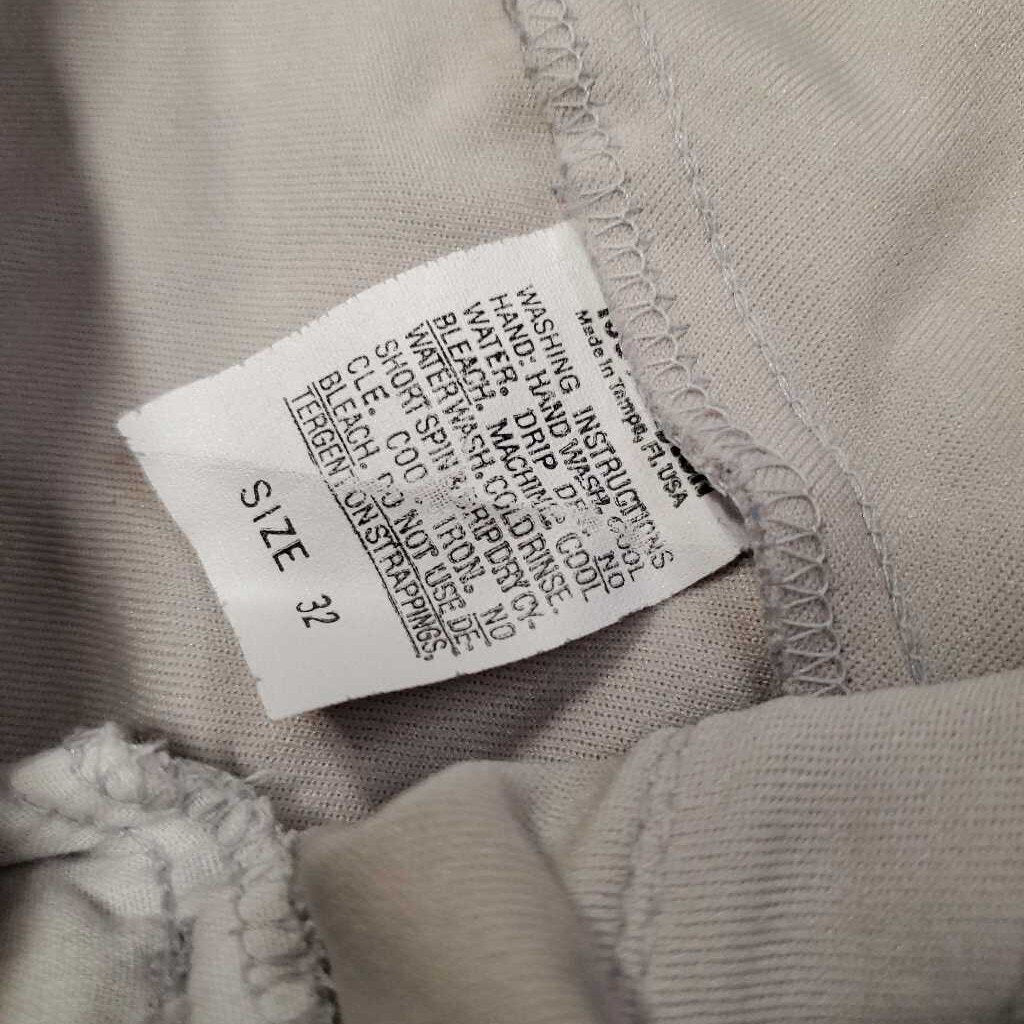 Made in Tampa, Fl. USA
WASHING INSTRUCTIONS
HAND: HAND WASH. COOL
WATER. DRIP DRY. NO
BLEACH. MACHINE. COOL
WATER WASH. COLD RINSE.
SHORT SPIN & DRIP DRY CY-
CLE. COOL IRON. NO
BLEACH. DO NOT USE DE-
TERGENT ON STRAPPINGS.
SIZE 32